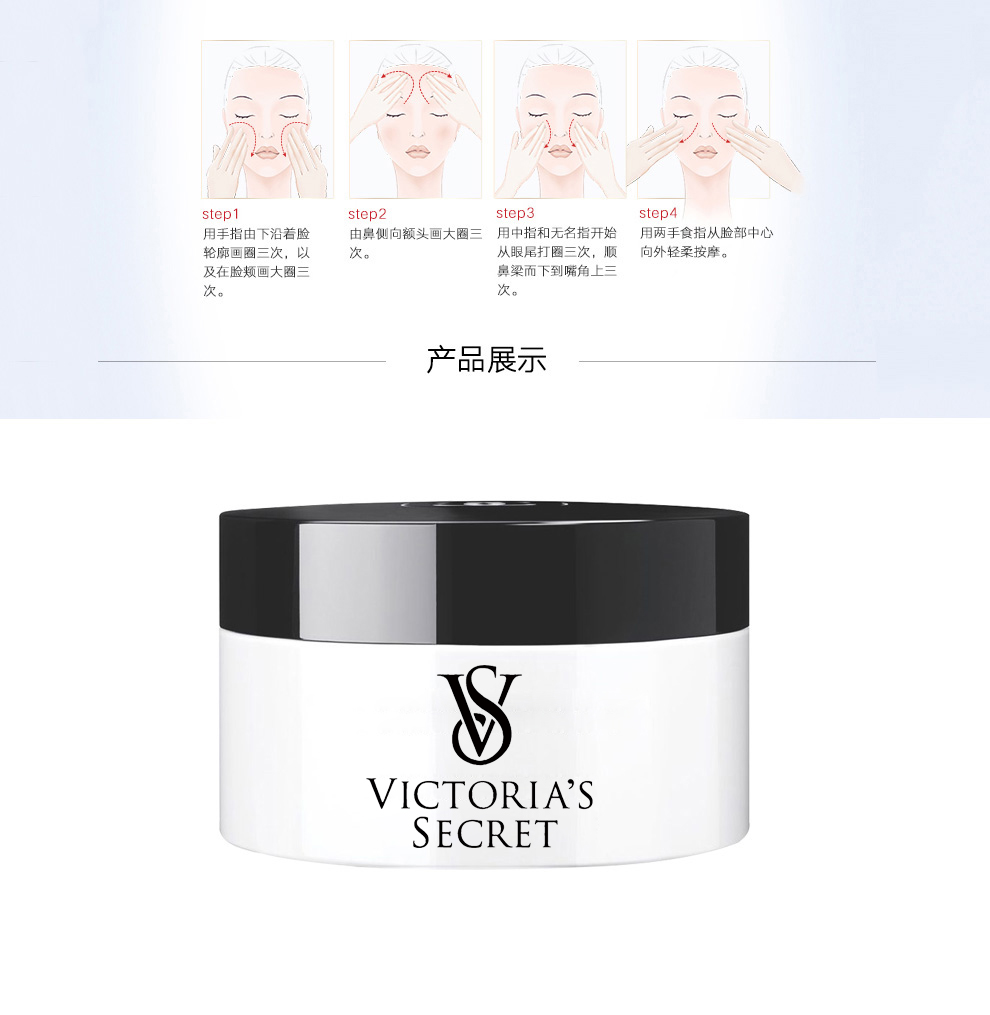 step1
用手指由下沿着脸
轮廓画圈三次，以
及在脸颊画大圈三
次。
step2
由鼻侧向额头画大圈三
次。
step3
用中指和无名指开始
从眼尾打圈三次，顺
鼻梁而下到嘴角上三
次。
step4
用两手食指从脸部中心
向外轻柔按摩。
产品展示
VS
VICTORIA'S
SECRET